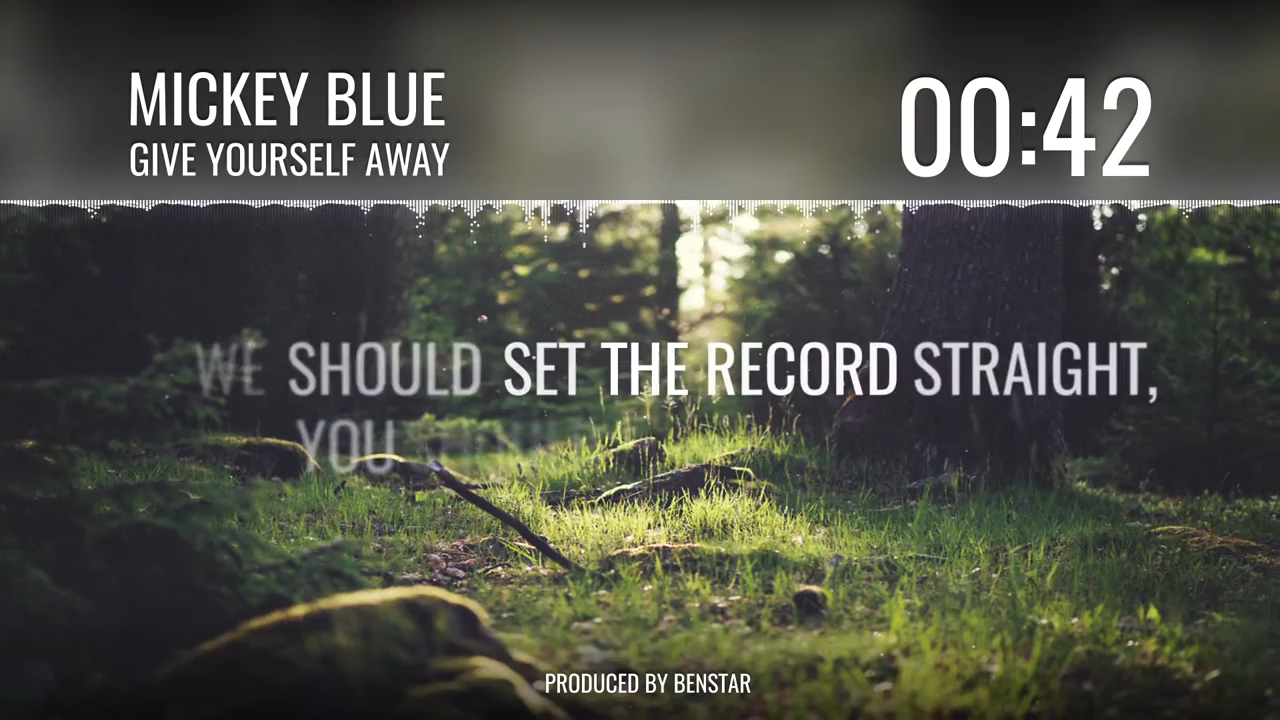 MICKEY BLUE
GIVE YOURSELF AWAY
00:42
WE SHOULD SET THE RECORD STRAIGHT,
YOU
PRODUCED BY BENSTAR